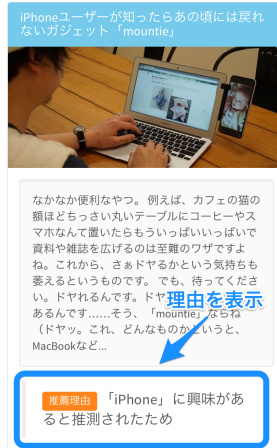 iPhoneユーザーが知ったらあの頃には戻れ
ないガジェット「mountie」
なかなか便利なやつ。 例えば、カフェの猫の
額ほどちっさい丸いテーブルにコーヒーやス
マホなんて置いたらもういっぱいいっぱいで
資料や雑誌を広げるのは至難のワザですよ
ね。これから、さぁドヤるかという気持ちも
萎えるというものです。 でも、待ってくださ
い。ドヤれるんです。ドヤ
理由を表示
あるんです……そう、「mountie」ならね
（ドヤッ。これ、どんなものかというと、
MacBookなど...
推薦理由 「iPhone」に興味があ
ると推測されたため